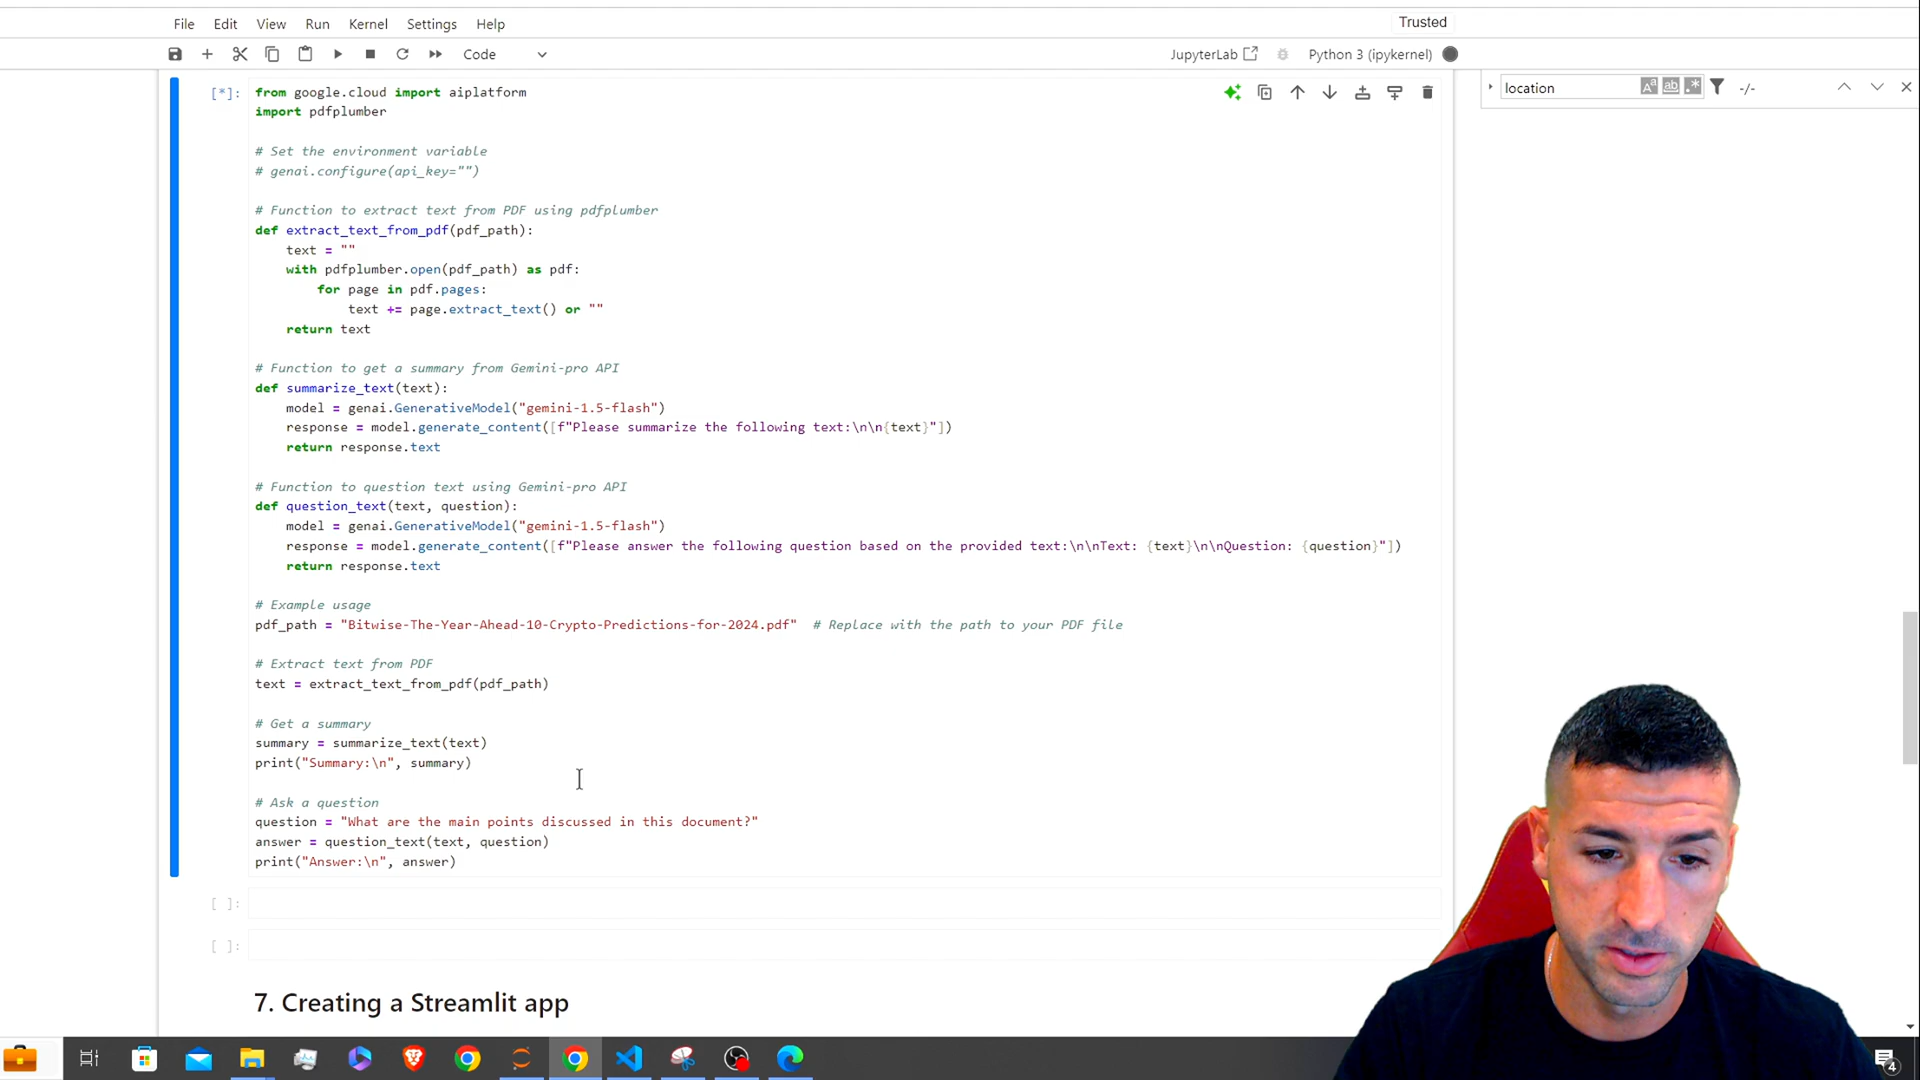 File Edit View Run Kernel Settings Help Trusted
Code JupyterLab Python 3 (ipykernel)
location -/-
[*]: from google.cloud import aiplatform
import pdfplumber
# Set the environment variable
# genai.configure(api_key="")
# Function to extract text from PDF using pdfplumber
def extract_text_from_pdf(pdf_path):
    text = ""
    with pdfplumber.open(pdf_path) as pdf:
        for page in pdf.pages:
            text += page.extract_text() or ""
    return text
# Function to get a summary from Gemini-pro API
def summarize_text(text):
    model = genai.GenerativeModel("gemini-1.5-flash")
    response = model.generate_content([f"Please summarize the following text:\n\n{text}"])
    return response.text
# Function to question text using Gemini-pro API
def question_text(text, question):
    model = genai.GenerativeModel("gemini-1.5-flash")
    response = model.generate_content([f"Please answer the following question based on the provided text:\n\nText: {text}\n\nQuestion: {question}"])
    return response.text
# Example usage
pdf_path = "Bitwise-The-Year-Ahead-10-Crypto-Predictions-for-2024.pdf"  # Replace with the path to your PDF file
# Extract text from PDF
text = extract_text_from_pdf(pdf_path)
# Get a summary
summary = summarize_text(text)
print("Summary:\n", summary)
# Ask a question
question = "What are the main points discussed in this document?"
answer = question_text(text, question)
print("Answer:\n", answer)
[ ]:
[ ]:
7. Creating a Streamlit app
4